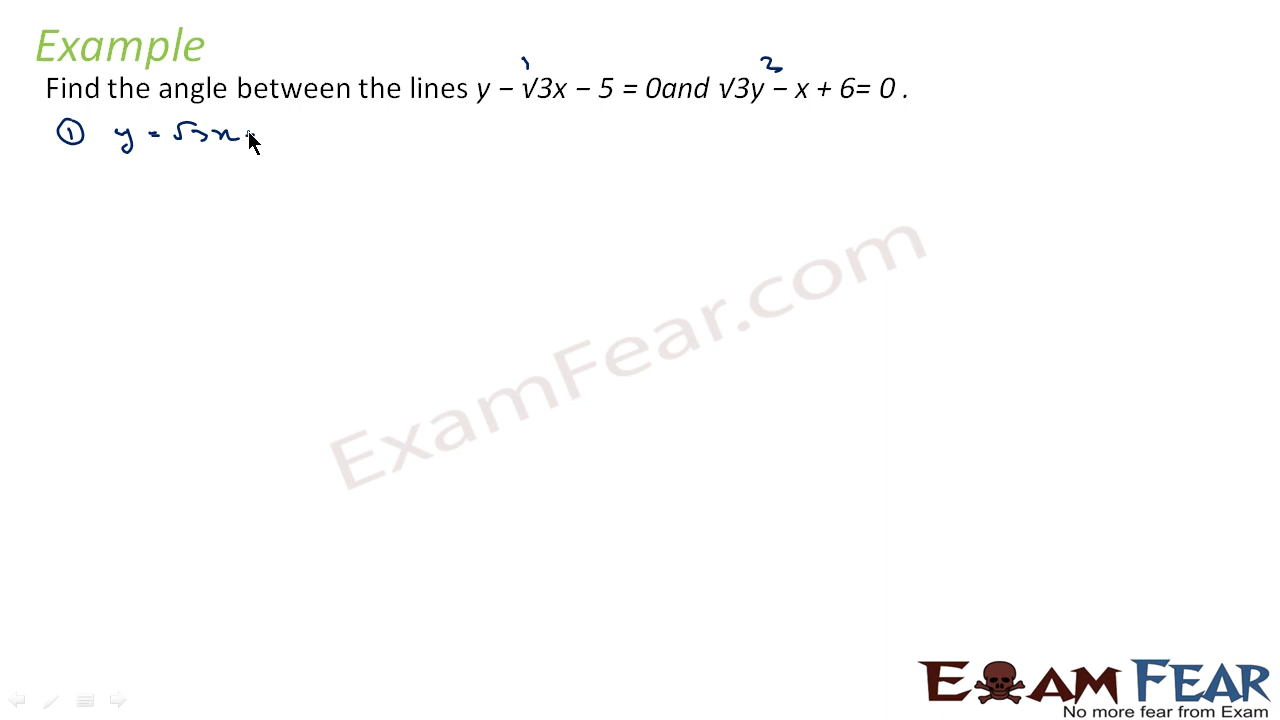 Example
1 2
Find the angle between the lines y − √3x − 5 = 0and √3y − x + 6= 0 .
① y = √3x
ExamFear.com
EXAM FEAR
No more fear from Exam